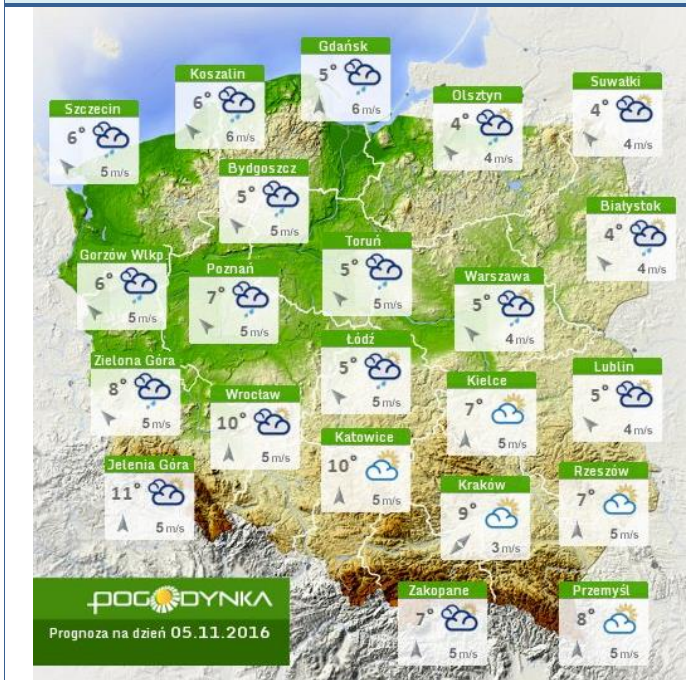 Gdańsk
5°
6 m/s
Koszalin
6°
6 m/s
Suwałki
4°
4 m/s
Olsztyn
4°
4 m/s
Szczecin
6°
5 m/s
Bydgoszcz
5°
5 m/s
Białystok
4°
4 m/s
Toruń
5°
5 m/s
Gorzów Wlkp
6°
5 m/s
Poznań
7°
5 m/s
Warszawa
5°
4 m/s
Łódź
5°
5 m/s
Zielona Góra
8°
5 m/s
Lublin
5°
4 m/s
Kielce
7°
5 m/s
Wrocław
10°
5 m/s
Katowice
10°
5 m/s
Jelenia Góra
11°
5 m/s
Rzeszów
7°
5 m/s
Kraków
9°
3 m/s
Zakopane
7°
5 m/s
Przemyśl
8°
5 m/s
POGODYNKA
Prognoza na dzień 05.11.2016